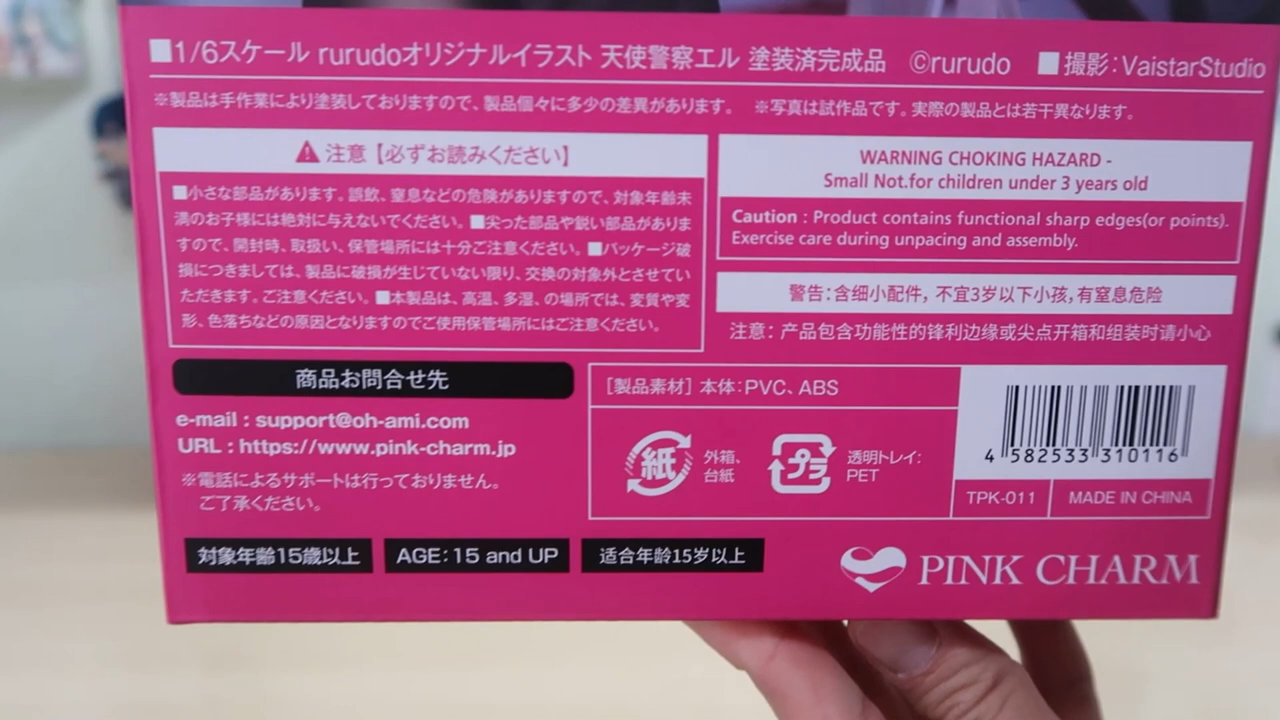 ■1/6スケール rurudoオリジナルイラスト 天使警察エル 塗装済完成品 ©rurudo ■撮影：VaistarStudio
※製品は手作業により塗装しておりますので、製品個々に多少の差異があります。 ※写真は試作品です。実際の製品とは若干異なります。
注意【必ずお読みください】
■小さな部品があります。誤飲、窒息などの危険がありますので、対象年齢未
満のお子様には絶対に与えないでください。■尖った部品や鋭い部品がありま
すので、開封時、取扱い、保管場所には十分ご注意ください。■パッケージ破
損につきましては、製品に破損が生じていない限り、交換の対象外とさせてい
ただきます。ご注意ください。■本製品は、高温、多湿、の場所では、変質や変
形、色落ちなどの原因となりますのでご使用保管場所にはご注意ください。
WARNING CHOKING HAZARD -
Small Not.for children under 3 years old
Caution : Product contains functional sharp edges(or points).
Exercise care during unpacing and assembly.
警告：含细小配件，不宜3岁以下小孩，有窒息危险
注意：产品包含功能性的锋利边缘或尖点开箱和组装时请小心
商品お問合せ先
e-mail : support@oh-ami.com
URL : https://www.pink-charm.jp
※電話によるサポートは行っておりません。
ご了承ください。
［製品素材］本体：PVC、ABS
紙
外箱、
台紙
プラ
透明トレイ：
PET
4 582533 310116
TPK-011
MADE IN CHINA
対象年齢15歳以上
AGE：15 and UP
适合年龄15岁以上
PINK CHARM